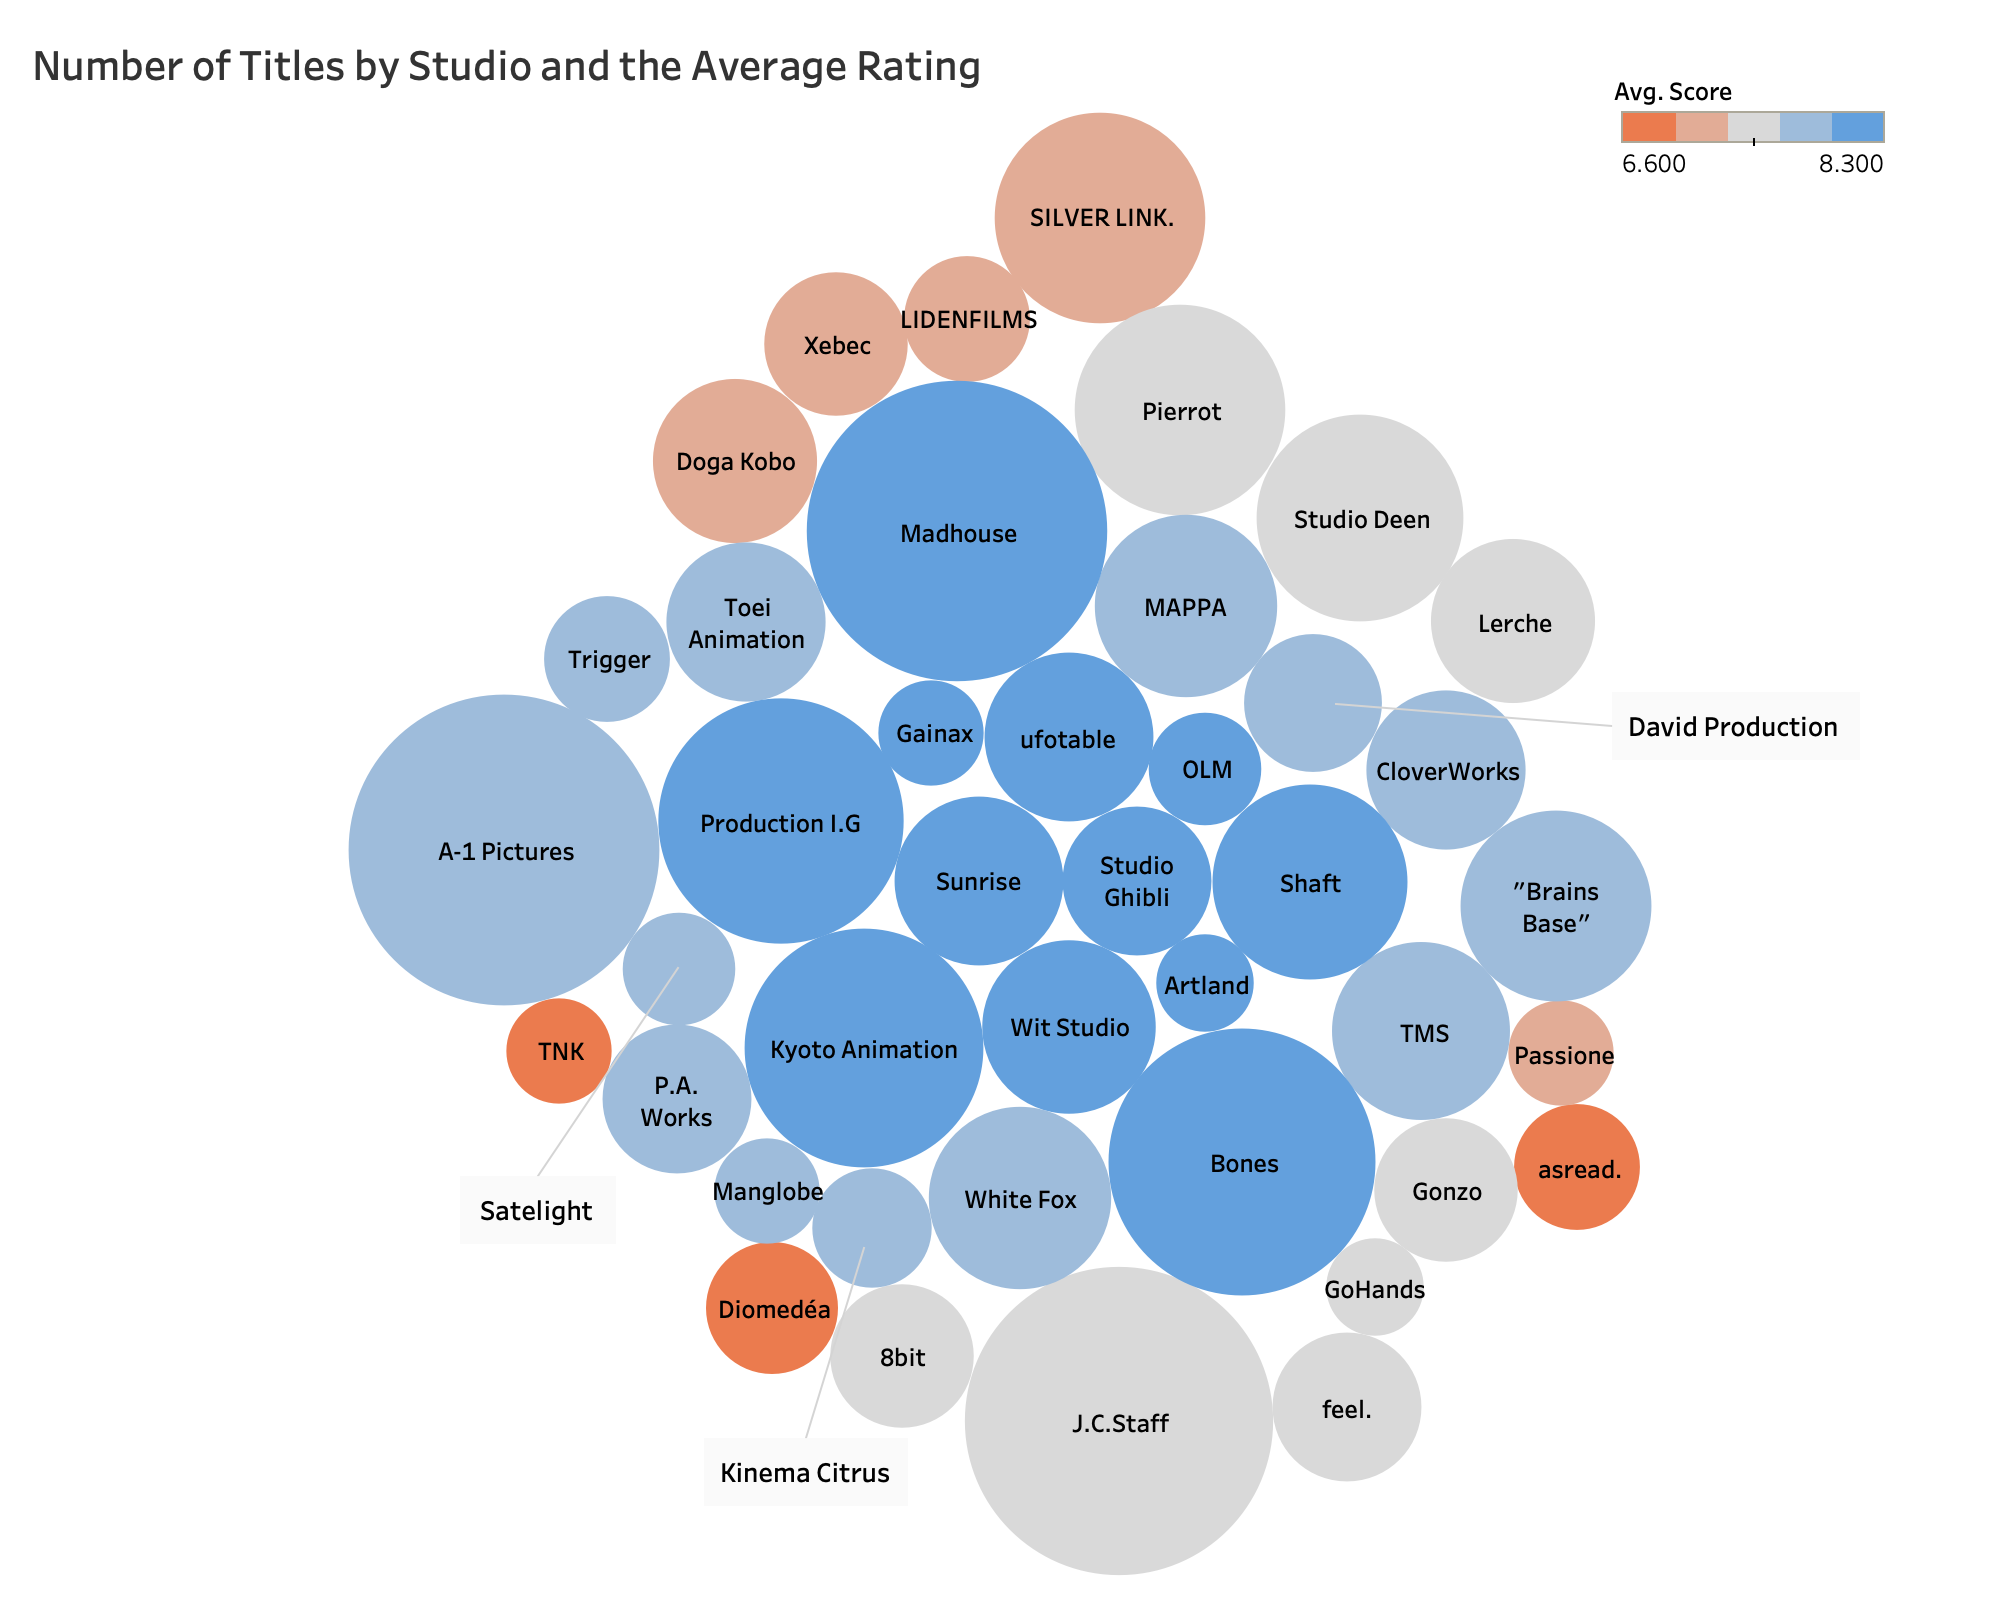 Number of Titles by Studio and the Average Rating
Avg. Score
6.600
8.300
SILVER LINK.
LIDENFILMS
Xebec
Pierrot
Doga Kobo
Studio Deen
Madhouse
MAPPA
Lerche
Toei
Animation
Trigger
David Production
Gainax
ufotable
OLM
CloverWorks
Production I.G
A-1 Pictures
Sunrise
Studio
Ghibli
Shaft
"Brains
Base"
Artland
Wit Studio
TMS
Kyoto Animation
TNK
Passione
P.A.
Works
Bones
asread.
Manglobe
White Fox
Gonzo
Satelight
GoHands
Diomedéa
8bit
feel.
J.C.Staff
Kinema Citrus